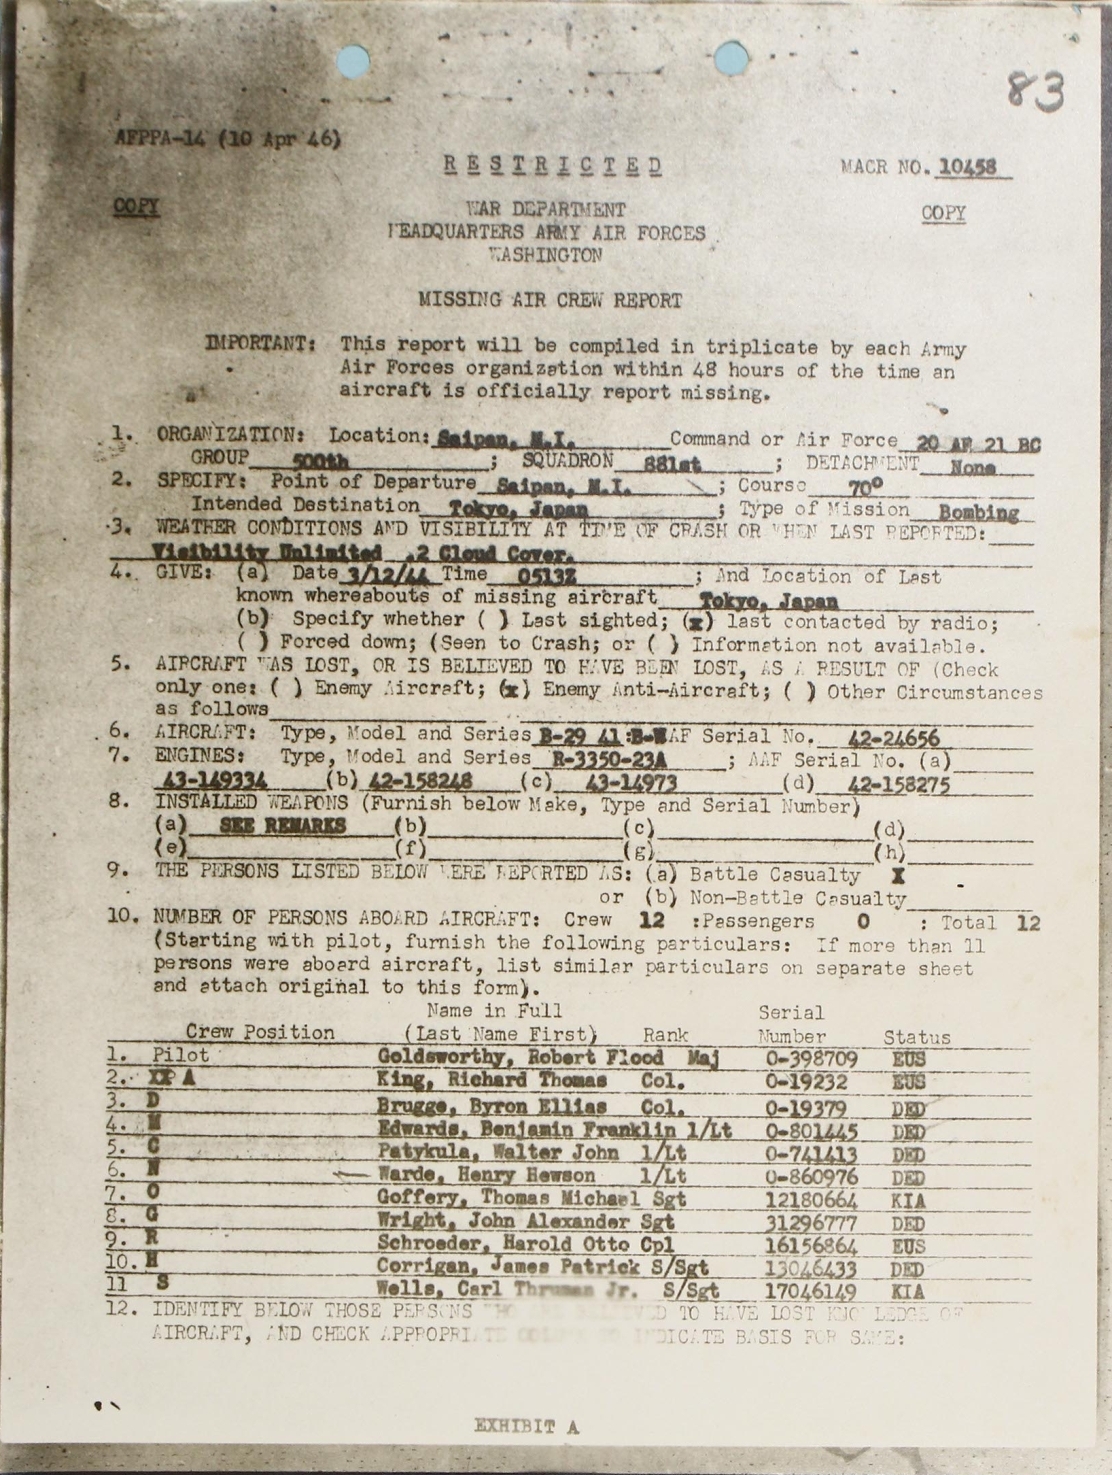 83
AFPPA-14 (10 Apr 46)
RESTRICTED
MACR NO. 10458
COPY
WAR DEPARTMENT
COPY
HEADQUARTERS ARMY AIR FORCES
WASHINGTON
MISSING AIR CREW REPORT
IMPORTANT: This report will be compiled in triplicate by each Army
Air Forces organization within 48 hours of the time an
aircraft is officially report missing.
1. ORGANIZATION: Location: Saipan, M.I. Command or Air Force 20 AF 21 BC
GROUP 500th ; SQUADRON 881st ; DETACHMENT None
2. SPECIFY: Point of Departure Saipan, M.I. ; Course 70°
Intended Destination Tokyo, Japan ; Type of Mission Bombing
3. WEATHER CONDITIONS AND VISIBILITY AT TIME OF CRASH OR WHEN LAST REPORTED:
Visibility Unlimited .2 Cloud Cover.
4. GIVE: (a) Date 3/12/44 Time 0513Z ; And Location of Last
known whereabouts of missing aircraft Tokyo, Japan
(b) Specify whether ( ) Last sighted; (x) last contacted by radio;
( ) Forced down; (Seen to Crash; or ( ) Information not available.
5. AIRCRAFT WAS LOST, OR IS BELIEVED TO HAVE BEEN LOST, AS A RESULT OF (Check
only one: ( ) Enemy Aircraft; (x) Enemy Anti-Aircraft; ( ) Other Circumstances
as follows
6. AIRCRAFT: Type, Model and Series B-29 AF Serial No. 42-24656
7. ENGINES: Type, Model and Series R-3350-23A ; AAF Serial No. (a)
43-149334 (b) 42-158248 (c) 43-14973 (d) 42-158275
8. INSTALLED WEAPONS (Furnish below Make, Type and Serial Number)
(a) SEE REMARKS (b) (c) (d)
(e) (f) (g) (h)
9. THE PERSONS LISTED BELOW WERE REPORTED AS: (a) Battle Casualty X
or (b) Non-Battle Casualty
10. NUMBER OF PERSONS ABOARD AIRCRAFT: Crew 12 :Passengers 0 : Total 12
(Starting with pilot, furnish the following particulars: If more than 11
persons were aboard aircraft, list similar particulars on separate sheet
and attach original to this form).
Name in Full Serial
Crew Position (Last Name First) Rank Number Status
1. Pilot Goldsworthy, Robert Flood Maj O-398709 EUS
2. A King, Richard Thomas Col. O-19232 EUS
3. D Brugge, Byron Ellias Col. O-19379 DED
4. Edwards, Benjamin Franklin 1/Lt O-801445 DED
5. C Patykula, Walter John 1/Lt O-741413 DED
6. N Warde, Henry Hewson 1/Lt O-860976 DED
7. O Goffery, Thomas Michael Sgt 12180664 KIA
8. G Wright, John Alexander Sgt 31296777 DED
9. R Schroeder, Harold Otto Cpl 16156864 EUS
10. H Corrigan, James Patrick S/Sgt 13046433 DED
11 S Wells, Carl Thruman Jr. S/Sgt 17046149 KIA
12. IDENTIFY BELOW THOSE PERSONS TO HAVE LOST KNOWLEDGE OF
AIRCRAFT, AND CHECK INDICATE BASIS FOR SAME:
EXHIBIT A